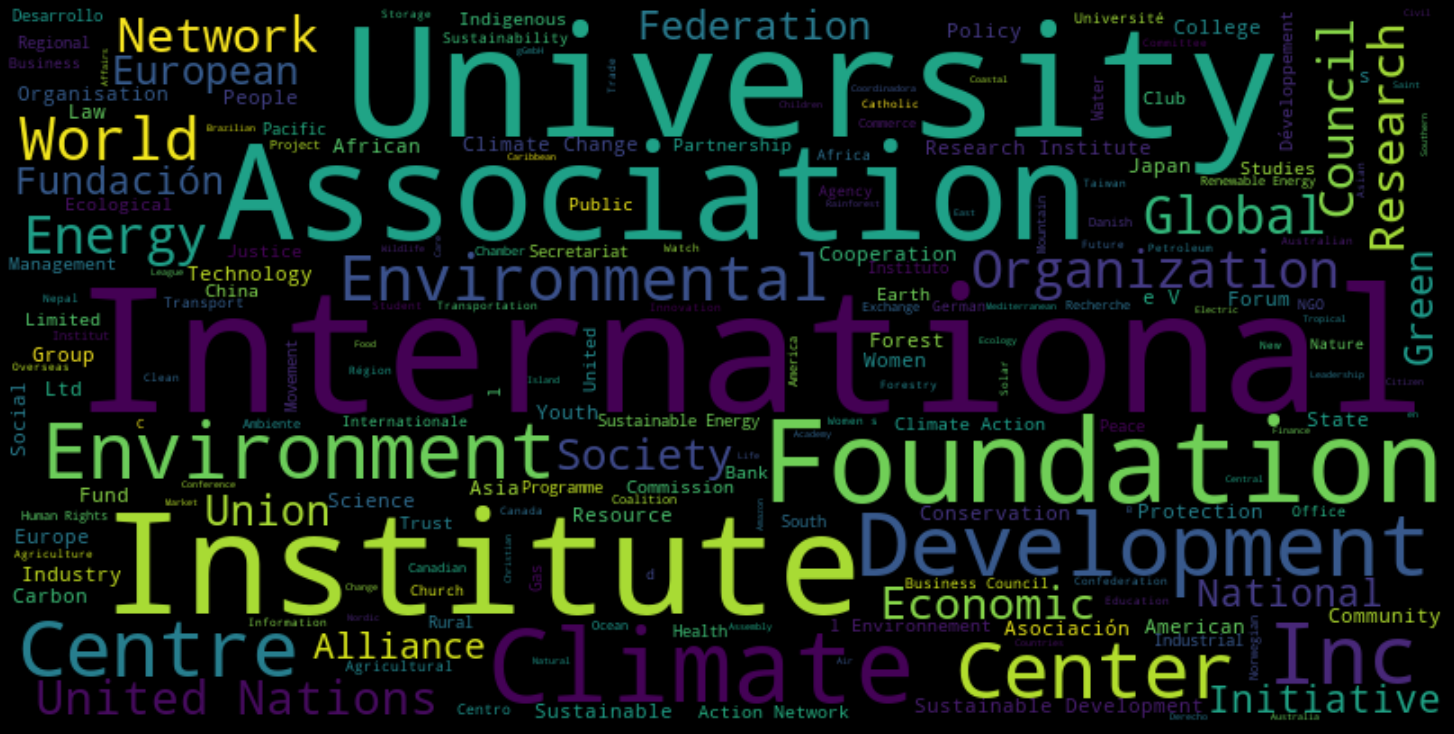 Desarrollo
Storage
Indigenous
Federation
Policy
Université
College
Civil
Regional
Network
University
Sustainability
gGmbH
Committee
Council
Research
Business
Affairs
European
Trade
Coastal
Water
Développement
s
Saint
Organisation
People
Children
Coordinadora
Catholic
Club
Law
World
Brazilian
Pacific
Commerce
Southern
Project
African
Climate Change
Partnership
Research Institute
Caribbean
Africa
Japan
Studies
Asian
Fundación
Association
Taiwan
Renewable Energy
Ecological
Public
Agency
Rainforest
East
Mountain
Danish
Global
Energy
Justice
Wildlife
Care
Chamber
Secretariat
Watch
Cooperation
Future
Petroleum
Australian
Management
League
Technology
Environmental
Instituto
Organization
Green
China
Nepal
Transport
Student
Transportation
Innovation
Earth
Exchange
German
Mediterranean
Recherche
e V
Forum
NGO
Electric
Tropical
Limited
International
Institut
Group
Movement
Food
United
America
Forest
Ecology
New
Nature
Overseas
Women
Région
Clean
Island
Forestry
Solar
Leadership
Citizen
Social
Ltd
l
Youth
c
Ambiente
Internationale
Sustainable Energy
Women s
Climate Action
Peace
State
en
Environment
Society
Academy
Foundation
Finance
Life
Bank
Central
Conference
Asia
Programme
Commission
Fund
Market
Union
Science
Coalition
Human Rights
Canada
Resource
Amazon
South
Conservation
o
Protection
Office
Europe
Institute
Trust
Development
Agriculture
Christian
Canadian
Gas
d
Industry
Change
Church
Business Council
Confederation
National
Carbon
Economic
Education
Community
Information
Nordic
Rural
Ocean
Health
Assembly
l Environnement
Asociación
American
Centre
Alliance
Climate
Countries
Industrial
Norwegian
Inc
Agricultural
Natural
Air
Center
United Nations
Centro
Sustainable
Action Network
Sustainable Development
Initiative
Derecho
Australia